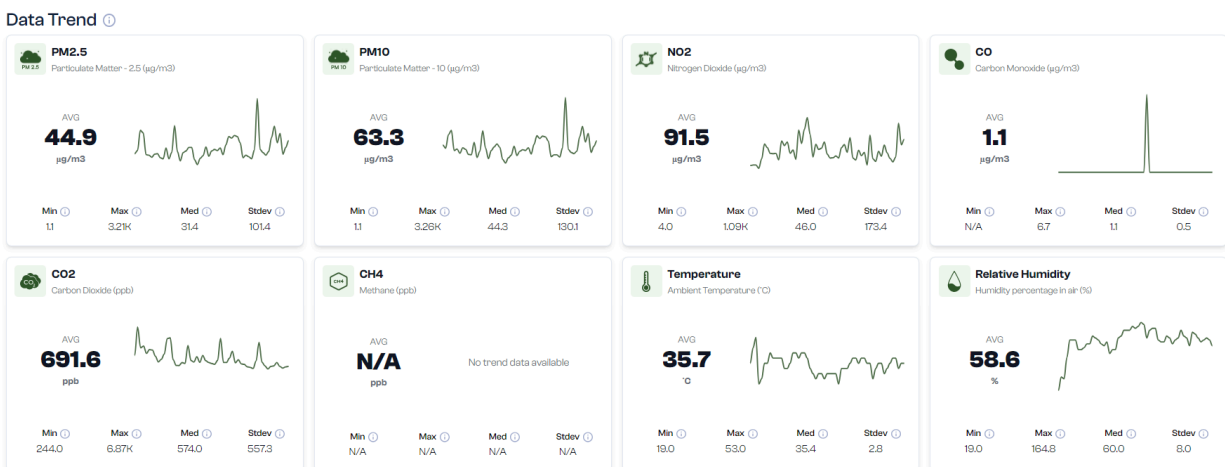 Data Trend
PM2.5
Particulate Matter - 2.5 (µg/m3)
PM 2.5
AVG
44.9
µg/m3
Min Max Med Stdev
1.1 3.21K 31.4 101.4
PM10
Particulate Matter - 10 (µg/m3)
PM 10
AVG
63.3
µg/m3
Min Max Med Stdev
1.1 3.26K 44.3 130.1
NO2
Nitrogen Dioxide (µg/m3)
AVG
91.5
µg/m3
Min Max Med Stdev
4.0 1.09K 46.0 173.4
CO
Carbon Monoxide (µg/m3)
AVG
1.1
µg/m3
Min Max Med Stdev
N/A 6.7 1.1 0.5
CO2
Carbon Dioxide (ppb)
CO2
AVG
691.6
ppb
Min Max Med Stdev
244.0 6.87K 574.0 557.3
CH4
Methane (ppb)
CH4
AVG
N/A
ppb
No trend data available
Min Max Med Stdev
N/A N/A N/A N/A
Temperature
Ambient Temperature (°C)
AVG
35.7
°C
Min Max Med Stdev
19.0 53.0 35.4 2.8
Relative Humidity
Humidity percentage in air (%)
AVG
58.6
%
Min Max Med Stdev
19.0 164.8 60.0 8.0